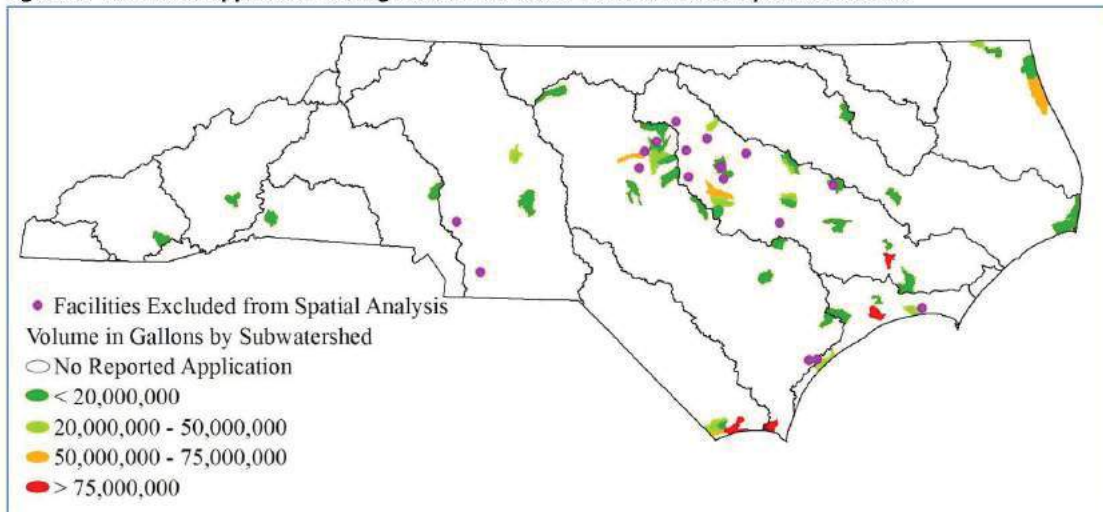 Facilities Excluded from Spatial Analysis
Volume in Gallons by Subwatershed
No Reported Application
< 20,000,000
20,000,000 - 50,000,000
50,000,000 - 75,000,000
> 75,000,000